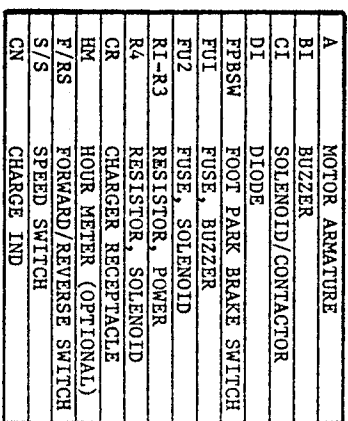 A MOTOR ARMATURE
BI BUZZER
CI SOLENOID/CONTACTOR
DI DIODE
FPBSW FOOT PARK BRAKE SWITCH
FUI FUSE, BUZZER
FU2 FUSE, SOLENOID
RI-R3 RESISTOR, POWER
R4 RESISTOR, SOLENOID
CR CHARGER RECEPTACLE
HM HOUR METER (OPTIONAL)
F/RS FORWARD/REVERSE SWITCH
S/S SPEED SWITCH
CN CHARGE IND